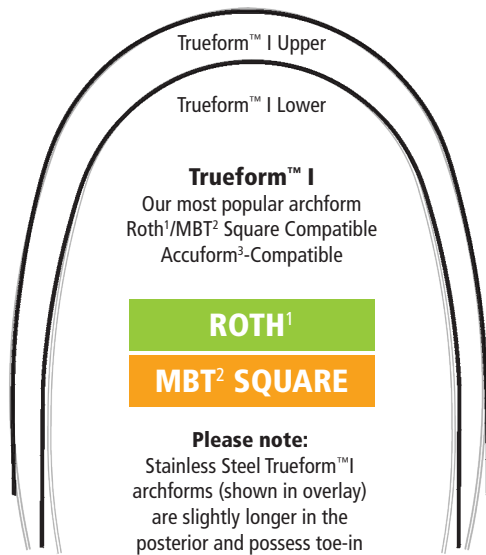 Trueform™ I Upper
Trueform™ I Lower
Trueform™ I
Our most popular archform
Roth¹/MBT² Square Compatible
Accuform³-Compatible
ROTH¹
MBT² SQUARE
Please note:
Stainless Steel Trueform™I
archforms (shown in overlay)
are slightly longer in the
posterior and possess toe-in